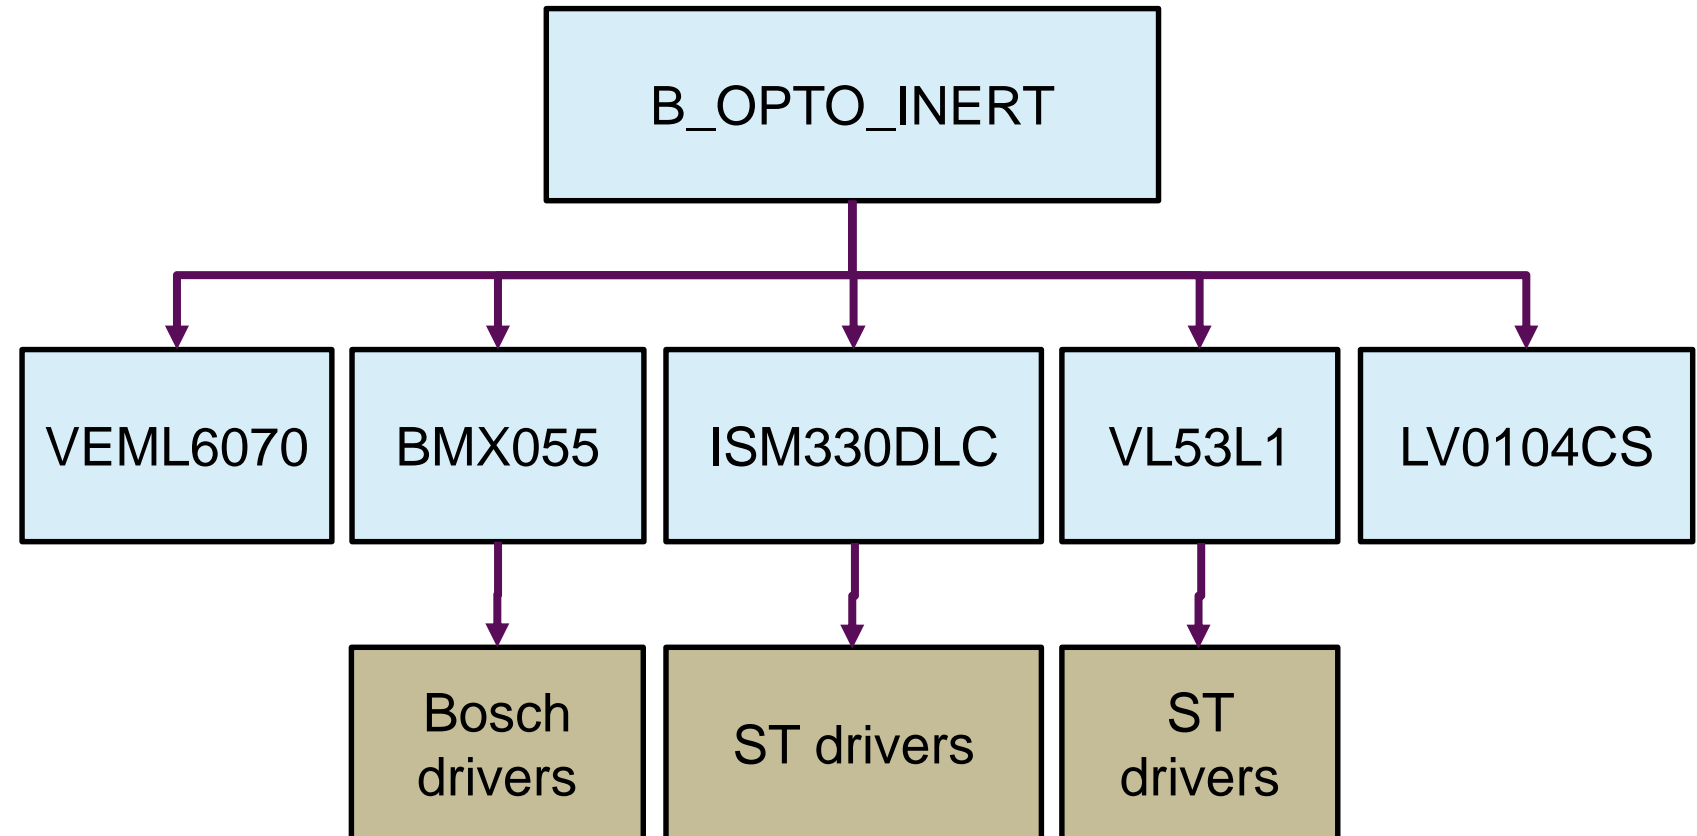 B_OPTO_INERT
VEML6070
BMX055
ISM330DLC
VL53L1
LV0104CS
Bosch
drivers
ST drivers
ST
drivers